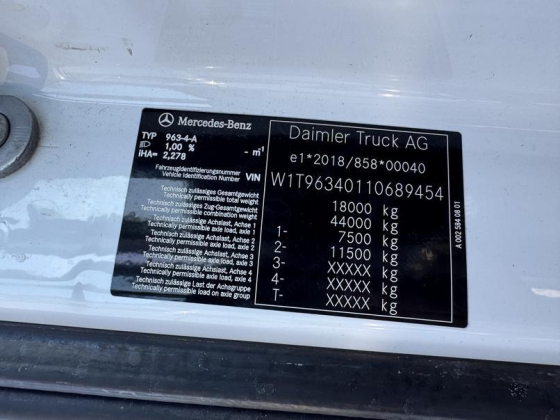 Mercedes-Benz
TYP 963-4-A
1,00 % - m⁻¹
iHA= 2,278
Fahrzeugidentifizierungsnummer
Vehicle Identification Number VIN
Technisch zulässiges Gesamtgewicht
Technically permissible total weight
Technisch zulässiges Zug-Gesamtgewicht
Technically permissible combination weight
Technisch zulässige Achslast, Achse 1
Technically permissible axle load, axle 1
Technisch zulässige Achslast, Achse 2
Technically permissible axle load, axle 2
Technisch zulässige Achslast, Achse 3
Technically permissible axle load, axle 3
Technisch zulässige Achslast, Achse 4
Technically permissible axle load, axle 4
Technisch zulässige Last der Achsgruppe
Technically permissible load on axle group
Daimler Truck AG
e1*2018/858*00040
W1T96340110689454
18000 kg
44000 kg
1- 7500 kg
2- 11500 kg
3- XXXXX kg
4- XXXXX kg
T- XXXXX kg
A 002 584 08 01